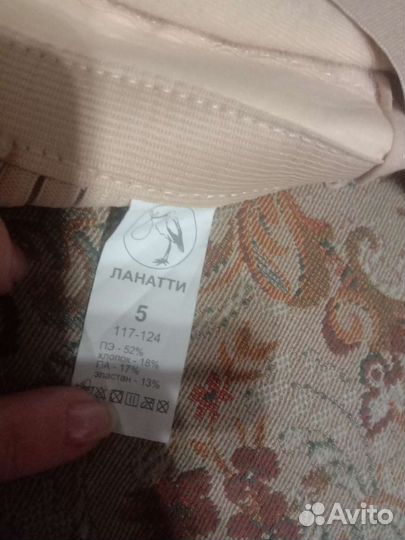 ЛАНАТТИ
5
117-124
ПЭ - 52%
хлопок - 18%
ПА - 17%
эластан - 13%
Avito